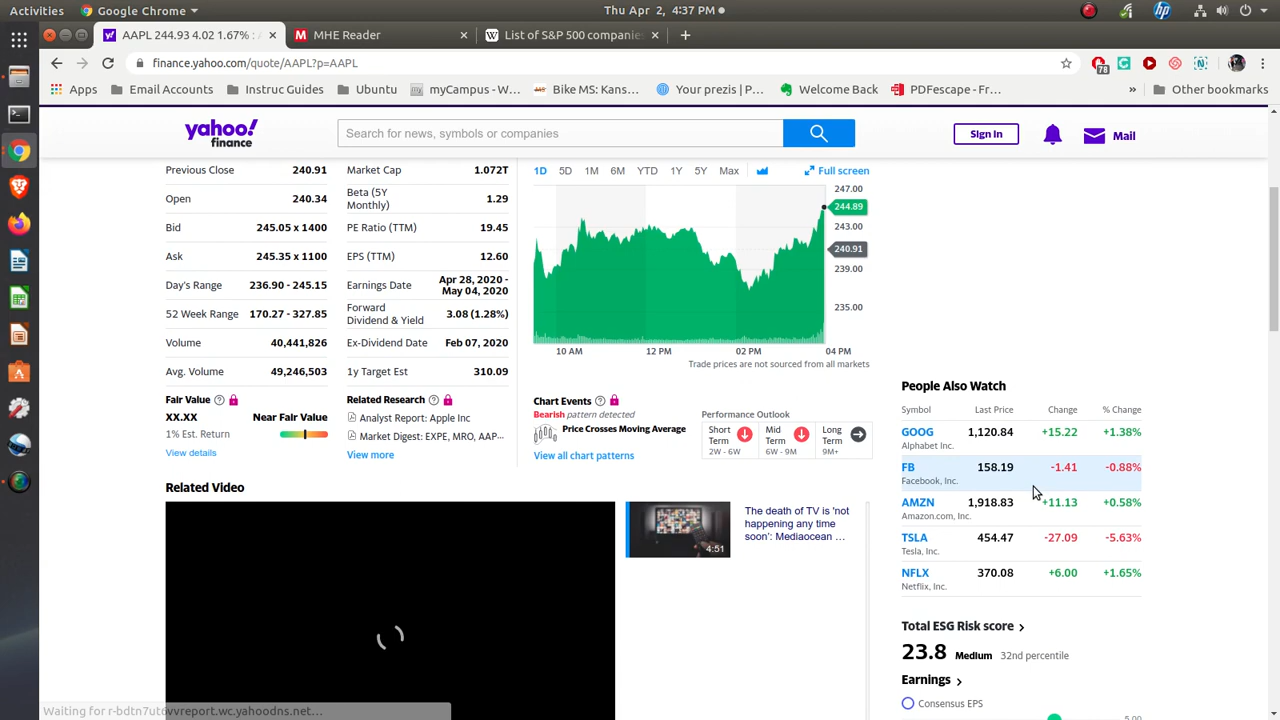 Activities
Google Chrome
Thu Apr 2, 4:37 PM
AAPL 244.93 4.02 1.67% : A
MHE Reader
List of S&P 500 companies
finance.yahoo.com/quote/AAPL?p=AAPL
78
Apps
Email Accounts
Instruc Guides
Ubuntu
myCampus - W...
Bike MS: Kans...
Your prezis | P...
Welcome Back
PDFescape - Fr...
»
Other bookmarks
yahoo!
finance
Search for news, symbols or companies
Sign In
Mail
Previous Close 240.91
Open 240.34
Bid 245.05 x 1400
Ask 245.35 x 1100
Day's Range 236.90 - 245.15
52 Week Range 170.27 - 327.85
Volume 40,441,826
Avg. Volume 49,246,503
Market Cap 1.072T
Beta (5Y
Monthly) 1.29
PE Ratio (TTM) 19.45
EPS (TTM) 12.60
Earnings Date Apr 28, 2020 -
May 04, 2020
Forward
Dividend & Yield 3.08 (1.28%)
Ex-Dividend Date Feb 07, 2020
1y Target Est 310.09
Fair Value
XX.XX Near Fair Value
1% Est. Return
View details
Related Research
Analyst Report: Apple Inc
Market Digest: EXPE, MRO, AAP...
View more
1D 5D 1M 6M YTD 1Y 5Y Max
Full screen
247.00
244.89
243.00
240.91
239.00
235.00
10 AM 12 PM 02 PM 04 PM
Trade prices are not sourced from all markets
Chart Events
Bearish pattern detected
Price Crosses Moving Average
View all chart patterns
Performance Outlook
Short
Term
2W - 6W
Mid
Term
6W - 9M
Long
Term
9M+
Related Video
The death of TV is 'not
happening any time
soon': Mediaocean ...
4:51
People Also Watch
Symbol Last Price Change % Change
GOOG 1,120.84 +15.22 +1.38%
Alphabet Inc.
FB 158.19 -1.41 -0.88%
Facebook, Inc.
AMZN 1,918.83 +11.13 +0.58%
Amazon.com, Inc.
TSLA 454.47 -27.09 -5.63%
Tesla, Inc.
NFLX 370.08 +6.00 +1.65%
Netflix, Inc.
Total ESG Risk score
23.8 Medium 32nd percentile
Earnings
Consensus EPS
5.00
Waiting for r-bdtn7ut6vvreport.wc.yahoodns.net...